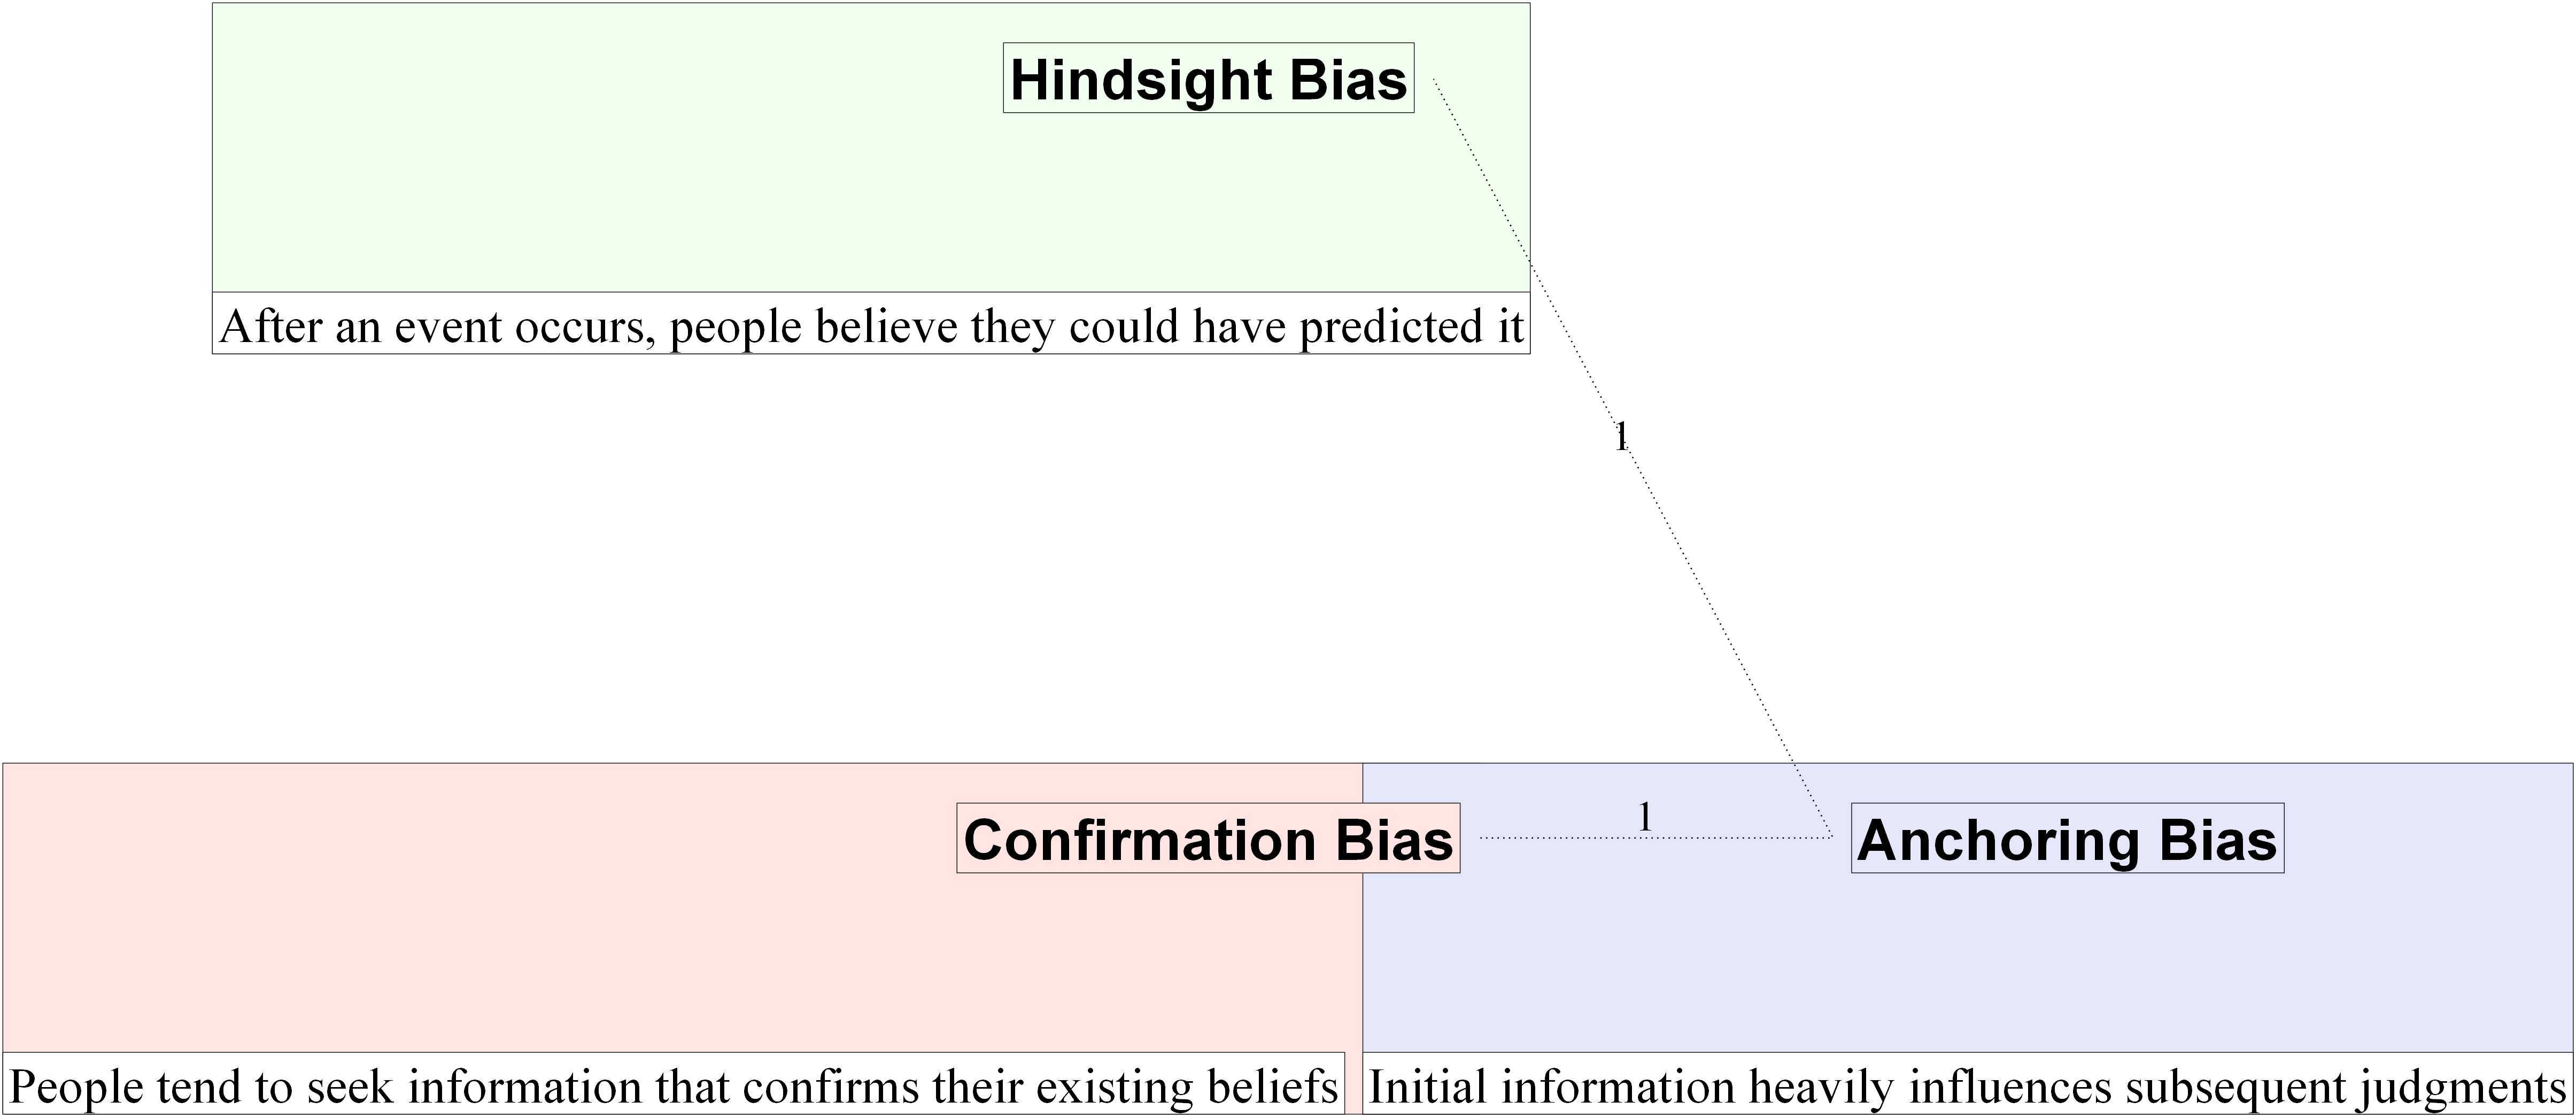 Hindsight Bias
After an event occurs, people believe they could have predicted it
1
Confirmation Bias
1
Anchoring Bias
People tend to seek information that confirms their existing beliefs
Initial information heavily influences subsequent judgments